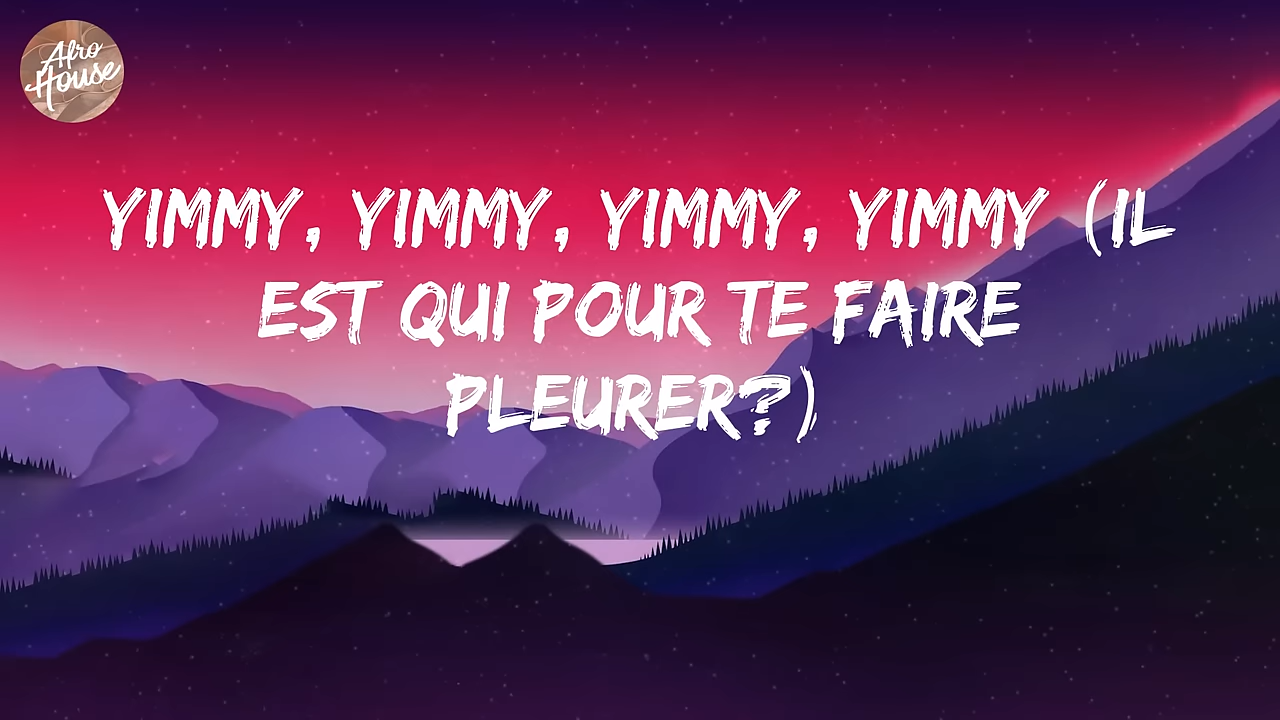 Afro
House
YIMMY, YIMMY, YIMMY, YIMMY (IL
EST QUI POUR TE FAIRE
PLEURER?)